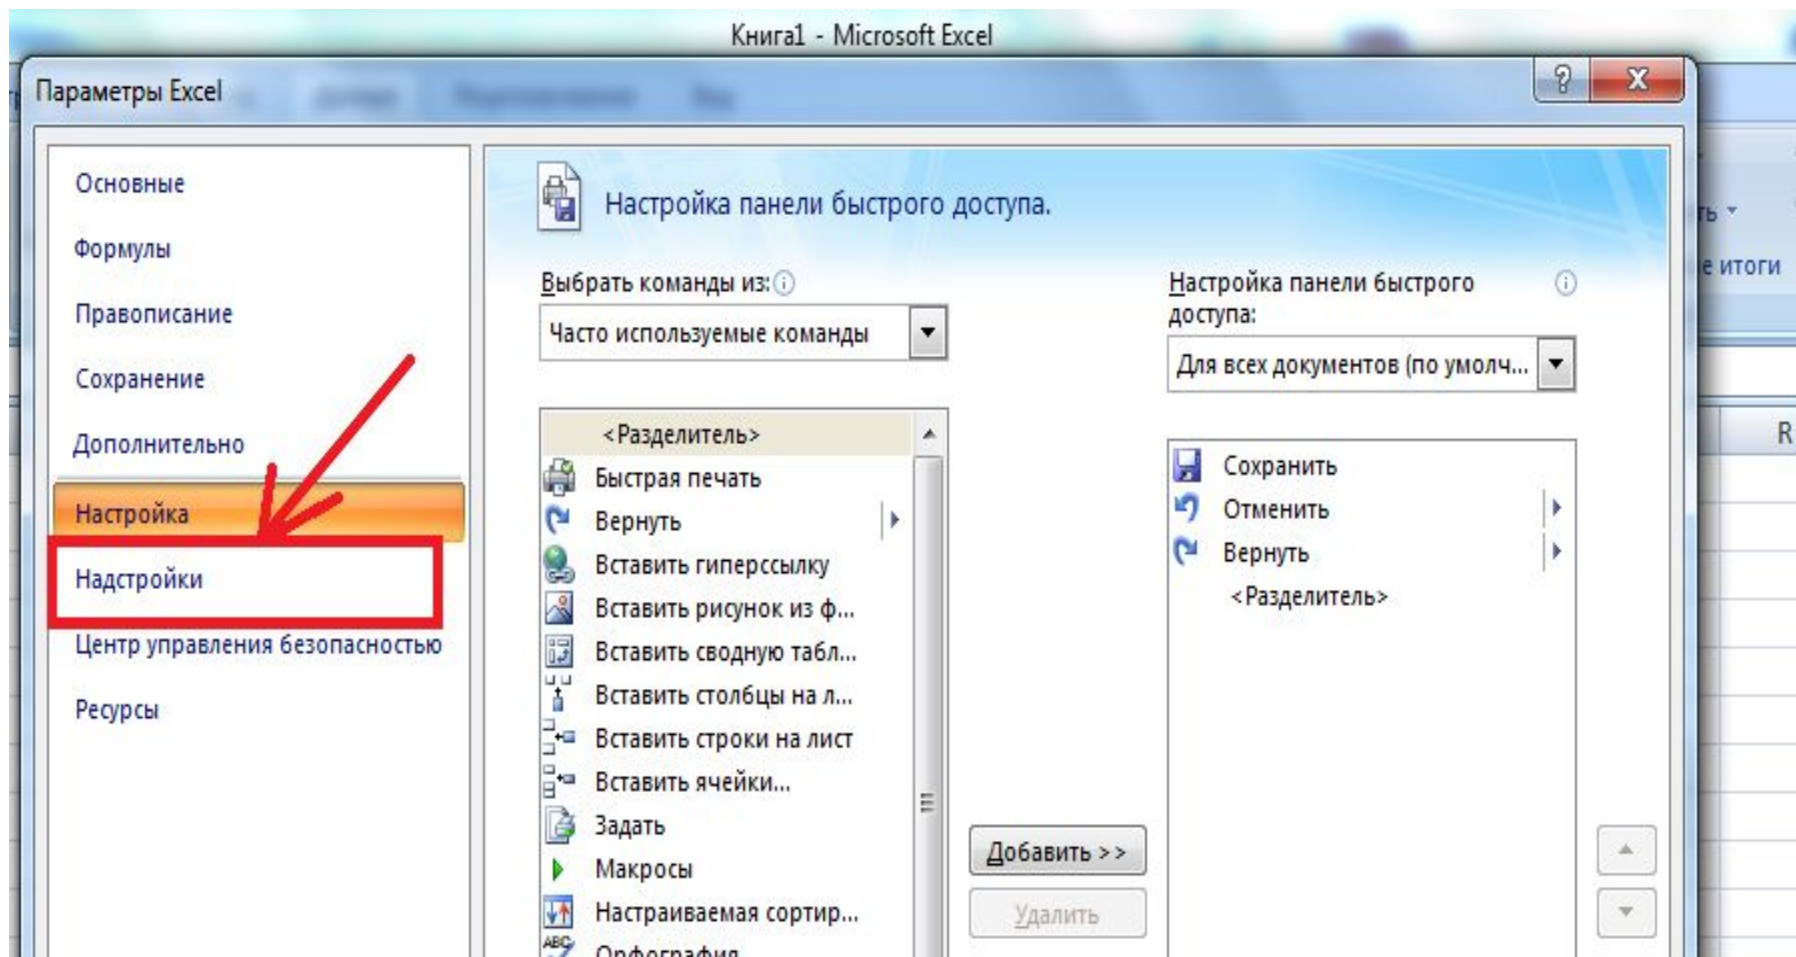 Книга1 - Microsoft Excel
Параметры Excel
Основные
Формулы
Правописание
Сохранение
Дополнительно
Настройка
Надстройки
Центр управления безопасностью
Ресурсы
Настройка панели быстрого доступа.
Выбрать команды из:
Часто используемые команды
<Разделитель>
Быстрая печать
Вернуть
Вставить гиперссылку
Вставить рисунок из ф...
Вставить сводную табл...
Вставить столбцы на л...
Вставить строки на лист
Вставить ячейки...
Задать
Макросы
Настраиваемая сортир...
Орфография
Добавить >>
Удалить
Настройка панели быстрого
доступа:
Для всех документов (по умолч...
Сохранить
Отменить
Вернуть
<Разделитель>
итоги
R